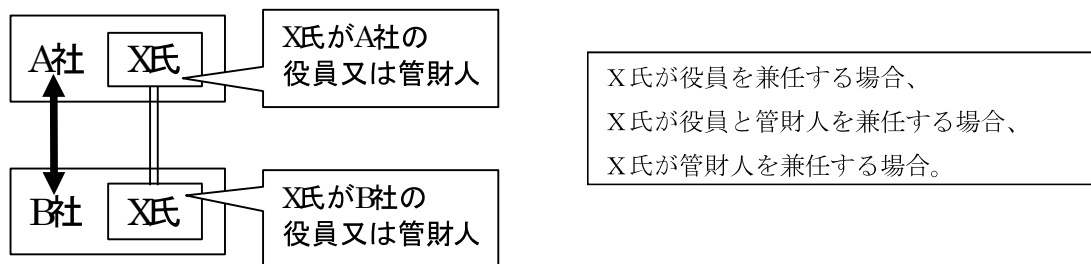 A社 X氏
X氏がA社の
役員又は管財人
X氏が役員を兼任する場合、
X氏が役員と管財人を兼任する場合、
X氏が管財人を兼任する場合。
B社 X氏
X氏がB社の
役員又は管財人